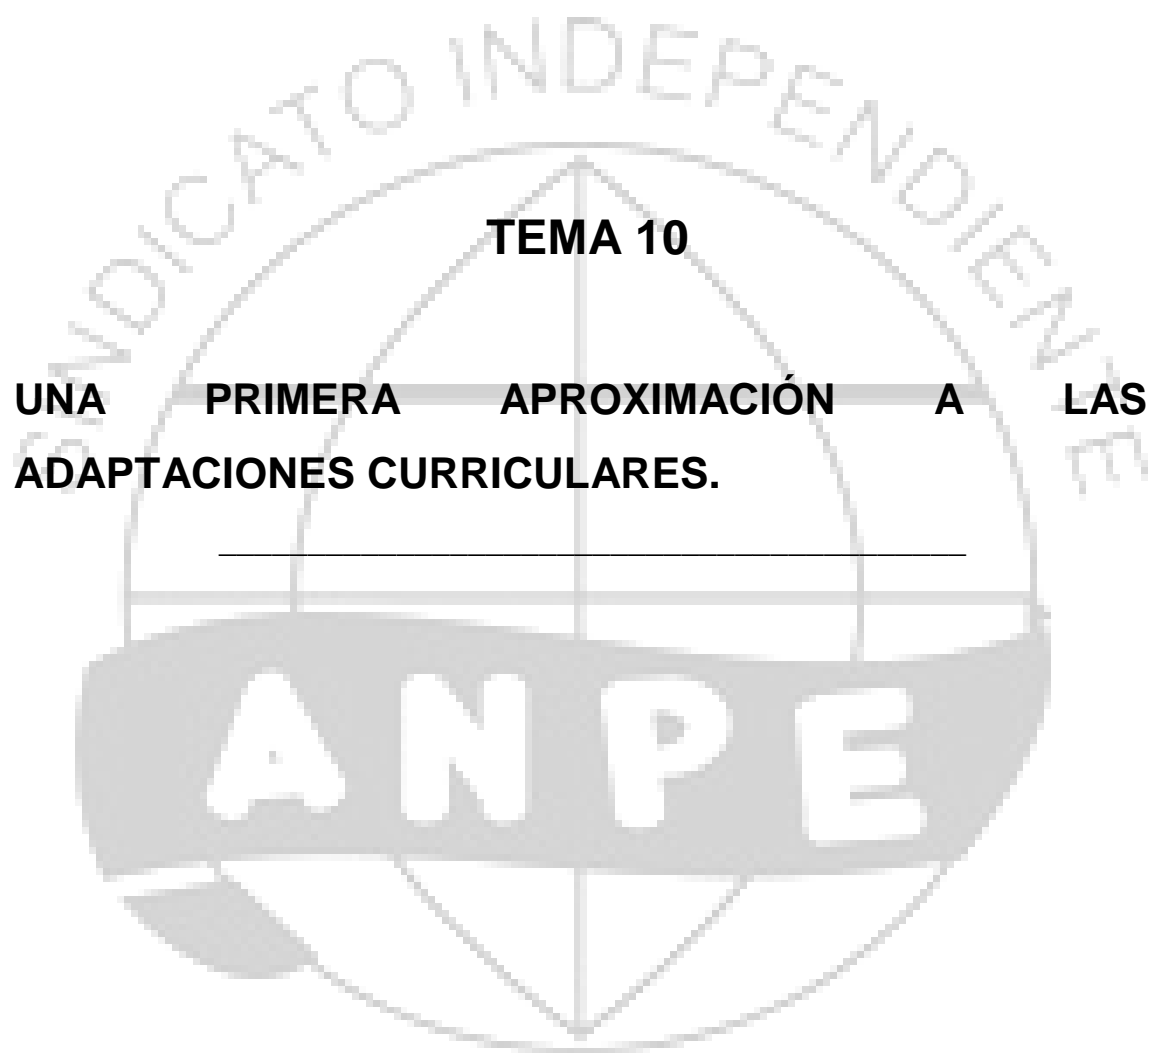 SINDICATO INDEPENDIENTE
TEMA 10
UNA PRIMERA APROXIMACIÓN A LAS
ADAPTACIONES CURRICULARES.
ANPE